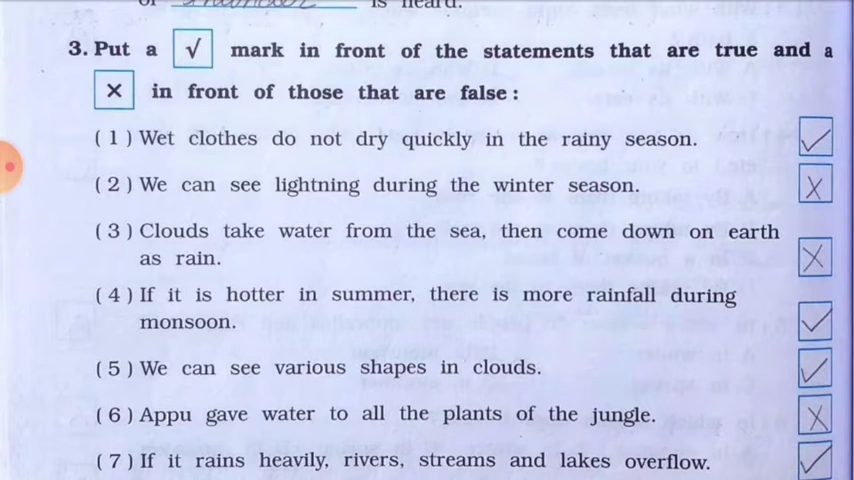 of thunder is heard.
3. Put a √ mark in front of the statements that are true and a
× in front of those that are false :
( 1 ) Wet clothes do not dry quickly in the rainy season. ✓
( 2 ) We can see lightning during the winter season. X
( 3 ) Clouds take water from the sea, then come down on earth
as rain. X
( 4 ) If it is hotter in summer, there is more rainfall during
monsoon. ✓
( 5 ) We can see various shapes in clouds. ✓
( 6 ) Appu gave water to all the plants of the jungle. X
( 7 ) If it rains heavily, rivers, streams and lakes overflow. ✓